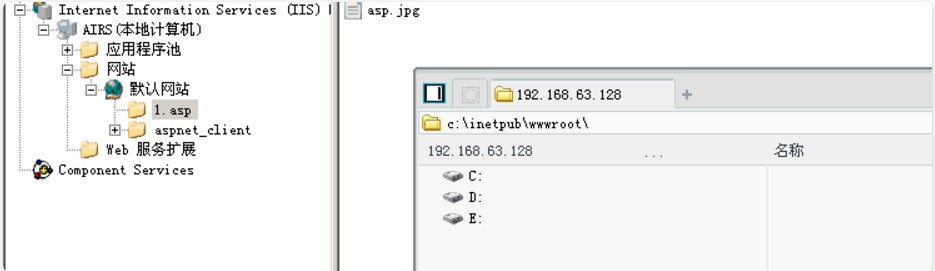 Internet Information Services (IIS)
AIRS(本地计算机)
应用程序池
网站
默认网站
1.asp
aspnet_client
Web 服务扩展
Component Services
asp.jpg
192.168.63.128
c:\inetpub\wwwroot\
192.168.63.128 ... 名称
C:
D:
E: